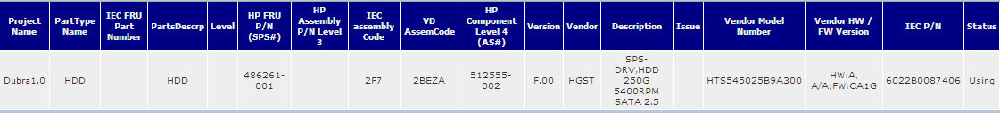 Project Name PartType Name IEC FRU Part Number PartsDescrp Level HP FRU P/N (SPS#) HP Assembly P/N Level 3 IEC assembly Code VD AssemCode HP Component Level 4 (AS#) Version Vendor Description Issue Vendor Model Number Vendor HW / FW Version IEC P/N Status
Dubra1.0 HDD HDD 486261-001 2F7 2BEZA 512555-002 F.00 HGST SPS-DRV,HDD 250G 5400RPM SATA 2.5 HTS545025B9A300 HW:A, A/A;FW:CA1G 6022B0087406 Using